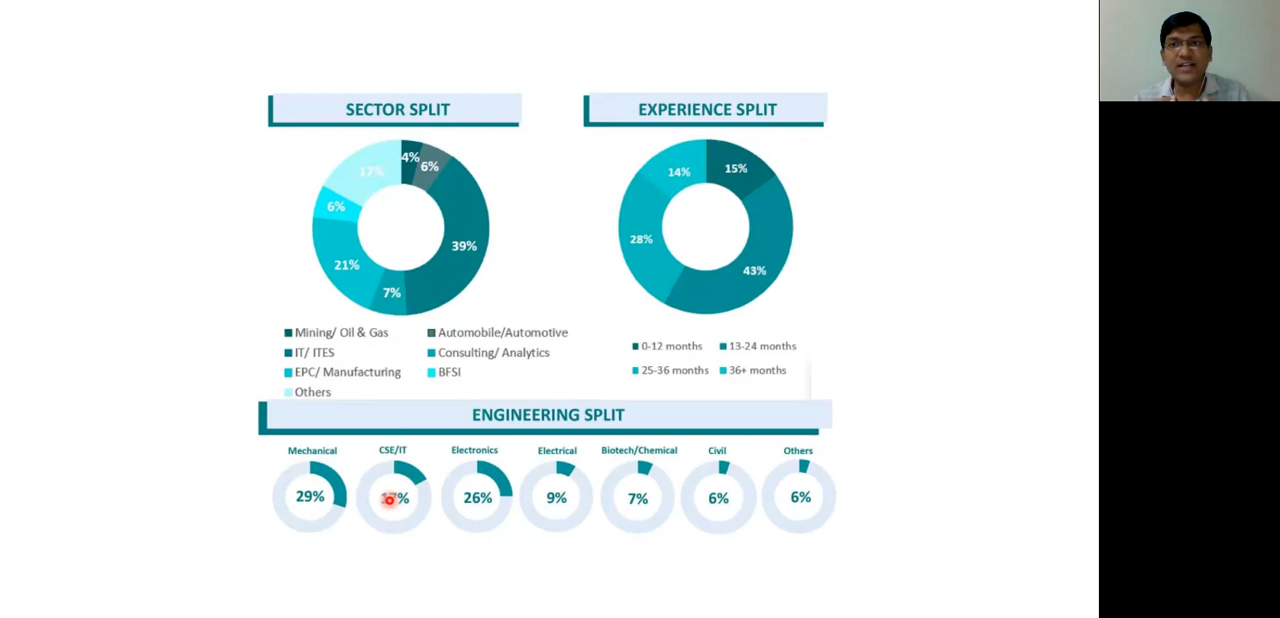 SECTOR SPLIT
4%
6%
39%
7%
21%
6%
17%
Mining/ Oil & Gas
Automobile/Automotive
IT/ ITES
Consulting/ Analytics
EPC/ Manufacturing
BFSI
Others
EXPERIENCE SPLIT
15%
43%
28%
14%
0-12 months
13-24 months
25-36 months
36+ months
ENGINEERING SPLIT
Mechanical
CSE/IT
Electronics
Electrical
Biotech/Chemical
Civil
Others
29%
26%
9%
7%
6%
6%